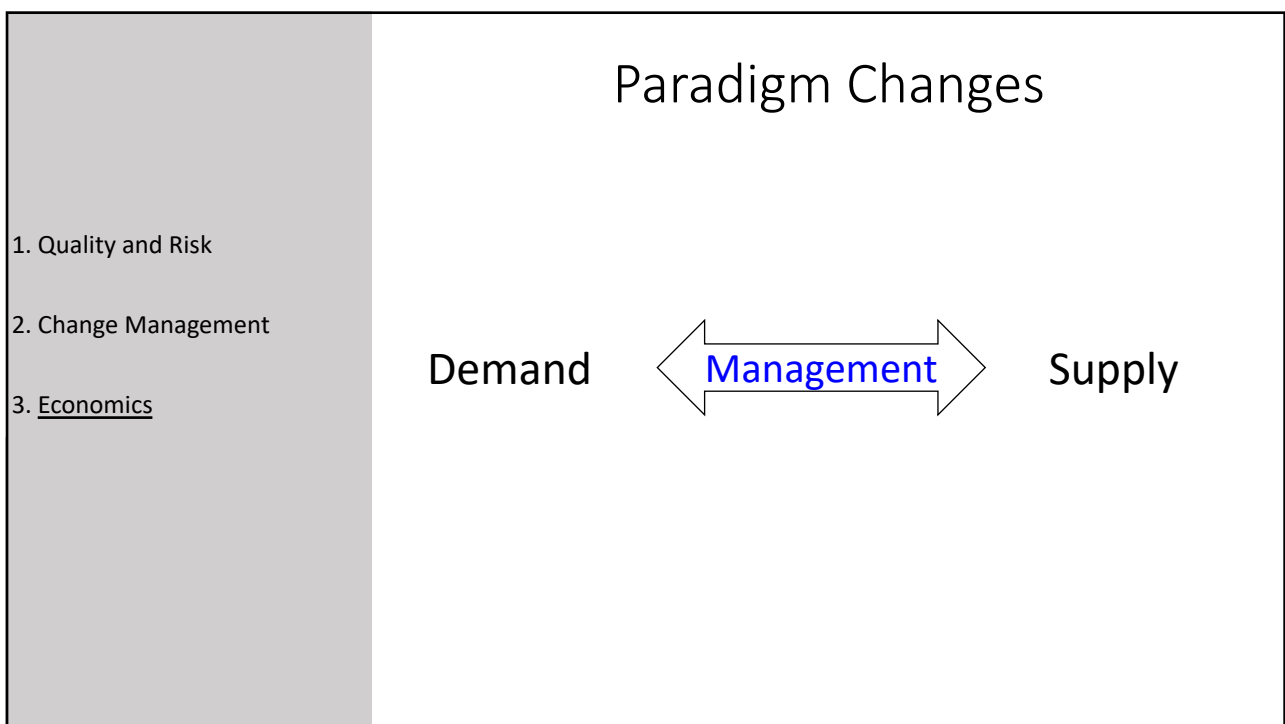 Paradigm Changes
1. Quality and Risk
2. Change Management
3. Economics
Demand
Management
Supply